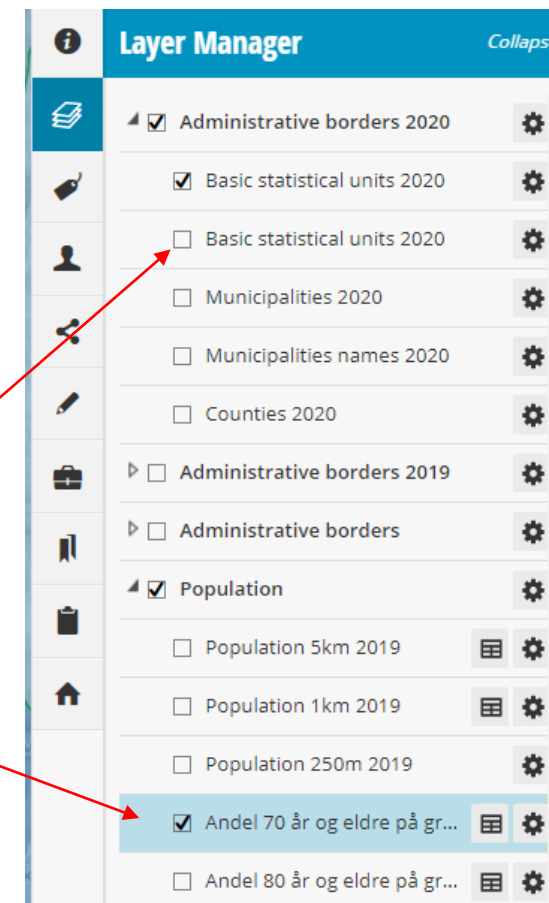 Layer Manager Collaps
Administrative borders 2020
Basic statistical units 2020
Basic statistical units 2020
Municipalities 2020
Municipalities names 2020
Counties 2020
Administrative borders 2019
Administrative borders
Population
Population 5km 2019
Population 1km 2019
Population 250m 2019
Andel 70 år og eldre på gr...
Andel 80 år og eldre på gr...